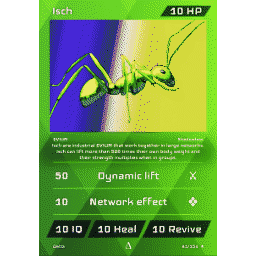 Isch
10 HP
EVIUM
Isch are industrial EVIUM that work together in large networks.
Isch can lift more than 500 times their own body weight and
their strength multiplies when in groups.
50 Dynamic lift
10 Network effect
10 IQ 10 Heal 10 Revive